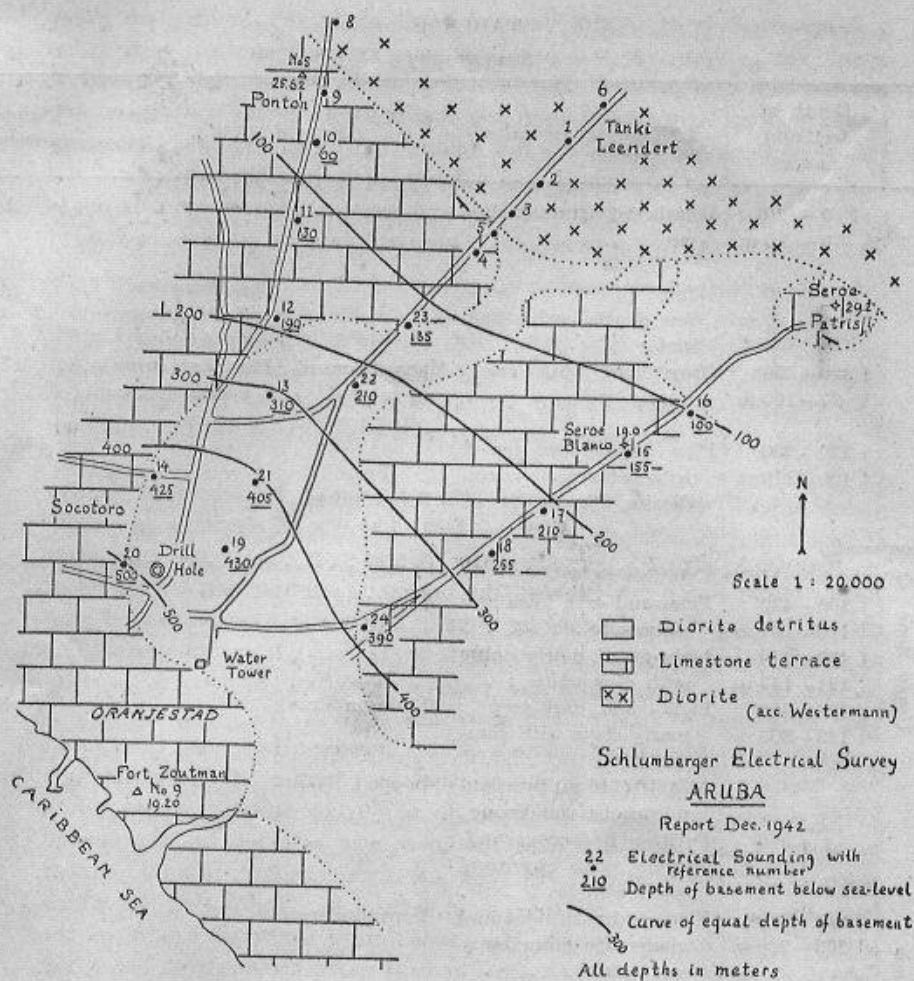 8
No 5
25.62
9
Ponton
6
Tanki
Leendert
1
10
60
100
2
3
11
130
5
4
Seroe
29.2
Patrisji
200
12
190
23
135
300
13
310
22
210
16
100
100
Seroe
Blanco
19.0
15
155
400
14
425
21
405
17
210
200
N
Socotoro
20
500
Drill
Hole
19
430
18
255
Scale 1 : 20,000
500
300
24
390
Diorite detritus
Water
Tower
Limestone terrace
400
Diorite
(acc. Westermann)
ORANJESTAD
Schlumberger Electrical Survey
ARUBA
Fort Zoutman
No 9
19.20
CARIBBEAN SEA
Report Dec. 1942
22 Electrical Sounding with
reference number
210 Depth of basement below sea-level
Curve of equal depth of basement
300
All depths in meters